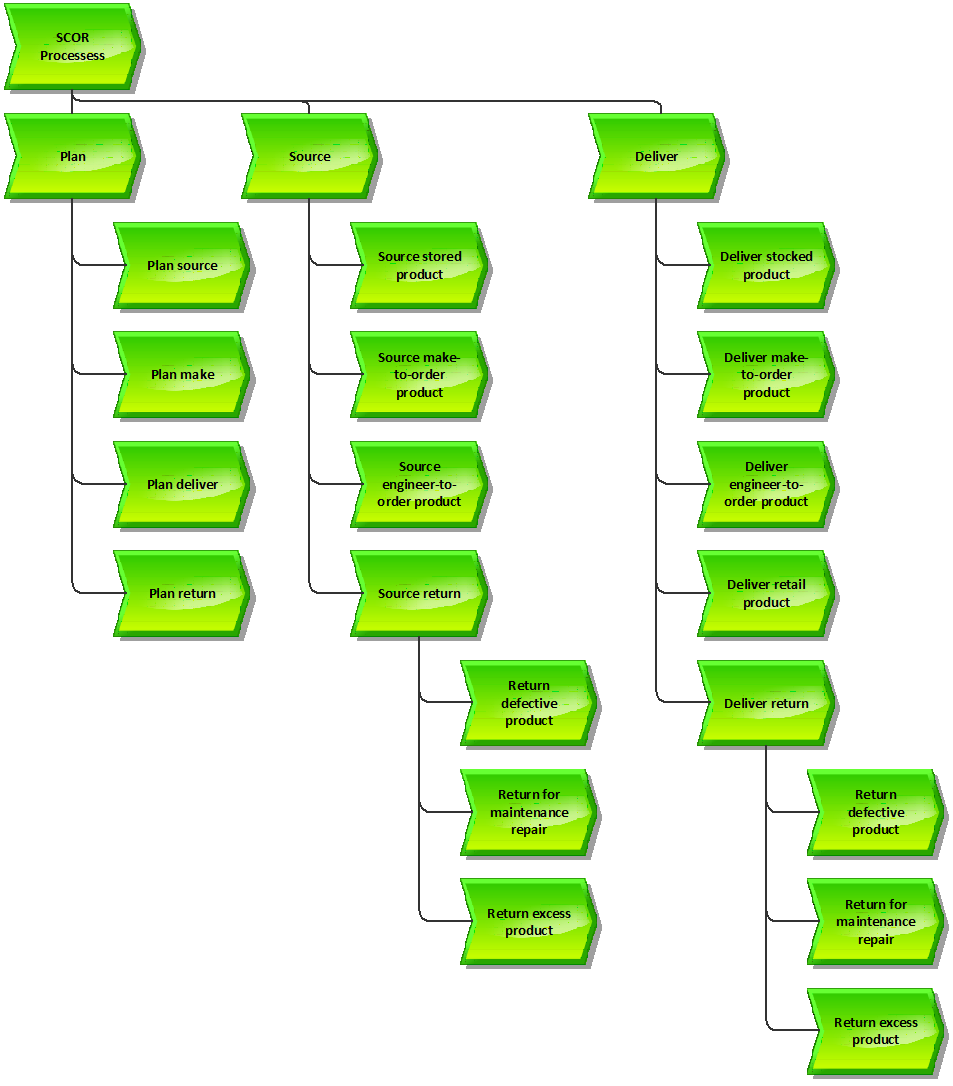 SCOR
Processess
Plan
Source
Deliver
Plan source
Plan make
Plan deliver
Plan return
Source stored
product
Source make-
to-order
product
Source
engineer-to-
order product
Source return
Return
defective
product
Return for
maintenance
repair
Return excess
product
Deliver stocked
product
Deliver make-
to-order
product
Deliver
engineer-to-
order product
Deliver retail
product
Deliver return
Return
defective
product
Return for
maintenance
repair
Return excess
product